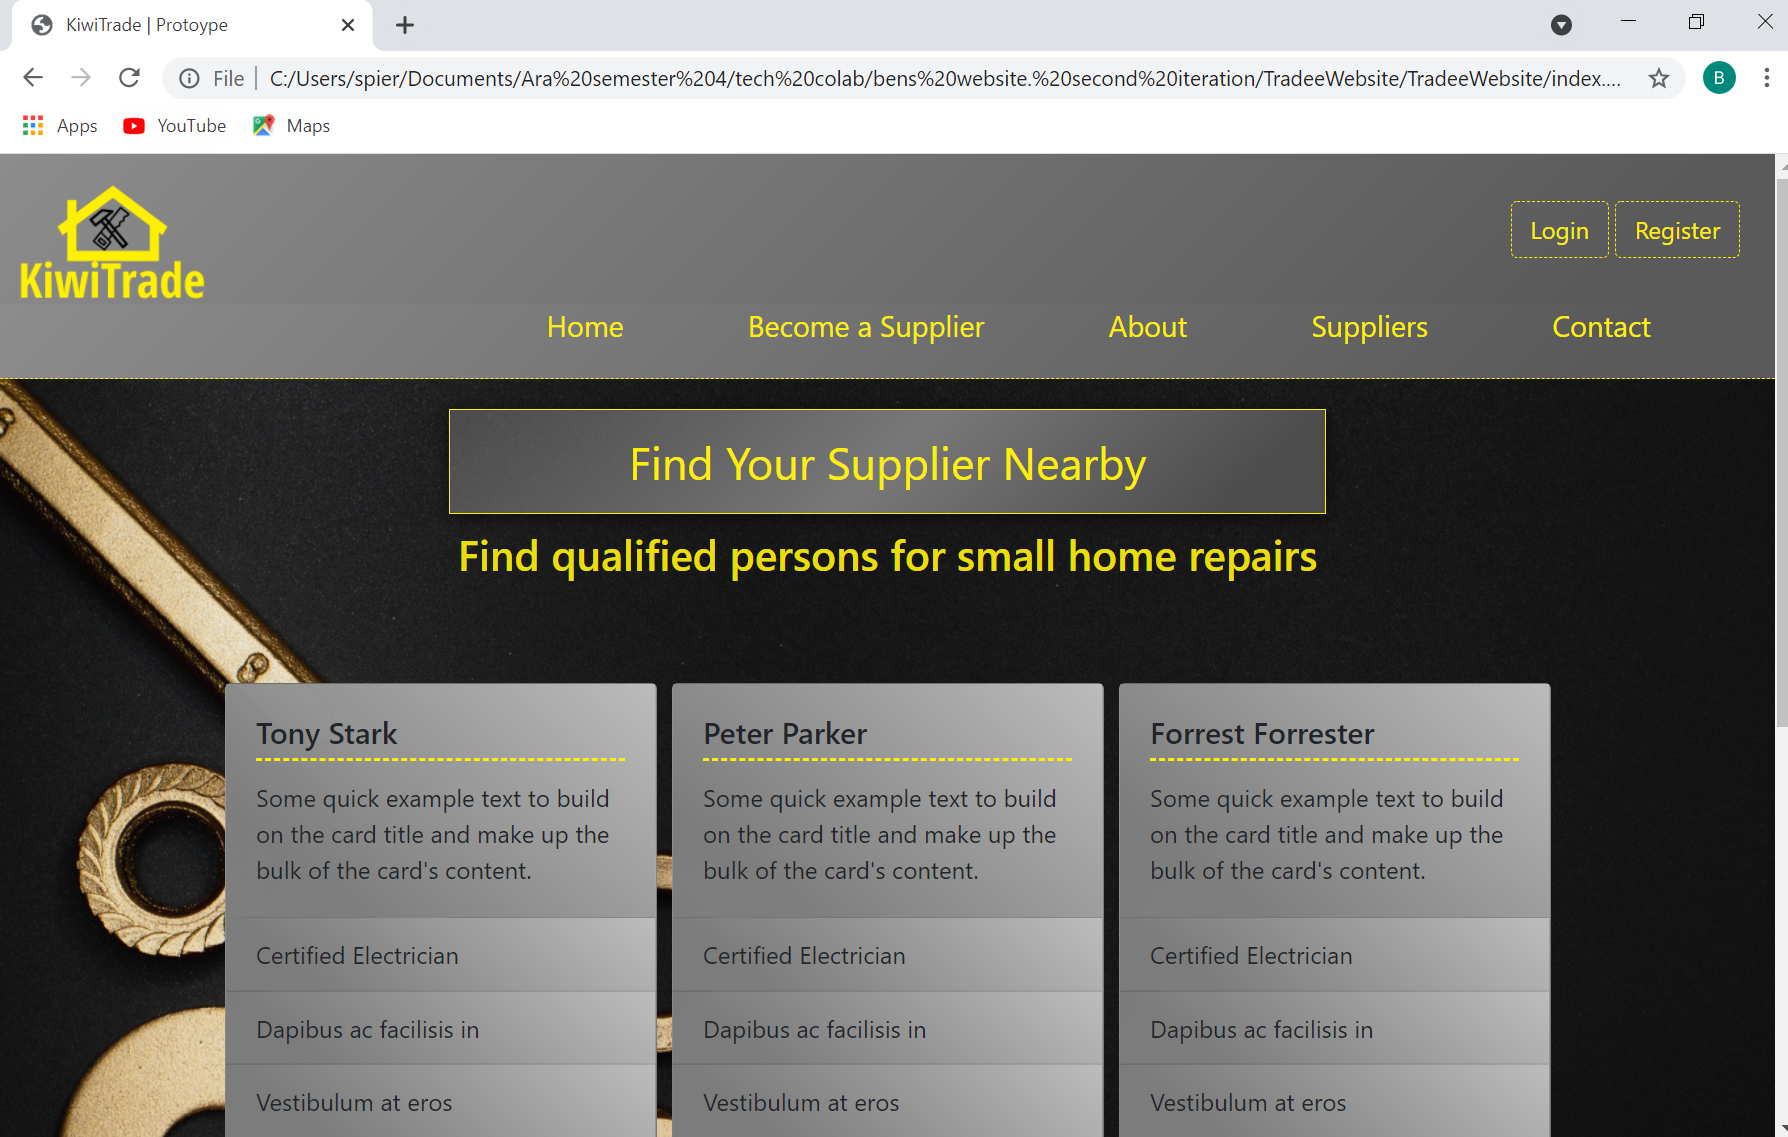 KiwiTrade | Protoype
File | C:/Users/spier/Documents/Ara%20semester%204/tech%20colab/bens%20website.%20second%20iteration/TradeeWebsite/TradeeWebsite/index....
B
Apps YouTube Maps
KiwiTrade
Login Register
Home Become a Supplier About Suppliers Contact
Find Your Supplier Nearby
Find qualified persons for small home repairs
Tony Stark
Some quick example text to build
on the card title and make up the
bulk of the card's content.
Certified Electrician
Dapibus ac facilisis in
Vestibulum at eros
Peter Parker
Some quick example text to build
on the card title and make up the
bulk of the card's content.
Certified Electrician
Dapibus ac facilisis in
Vestibulum at eros
Forrest Forrester
Some quick example text to build
on the card title and make up the
bulk of the card's content.
Certified Electrician
Dapibus ac facilisis in
Vestibulum at eros
8
8